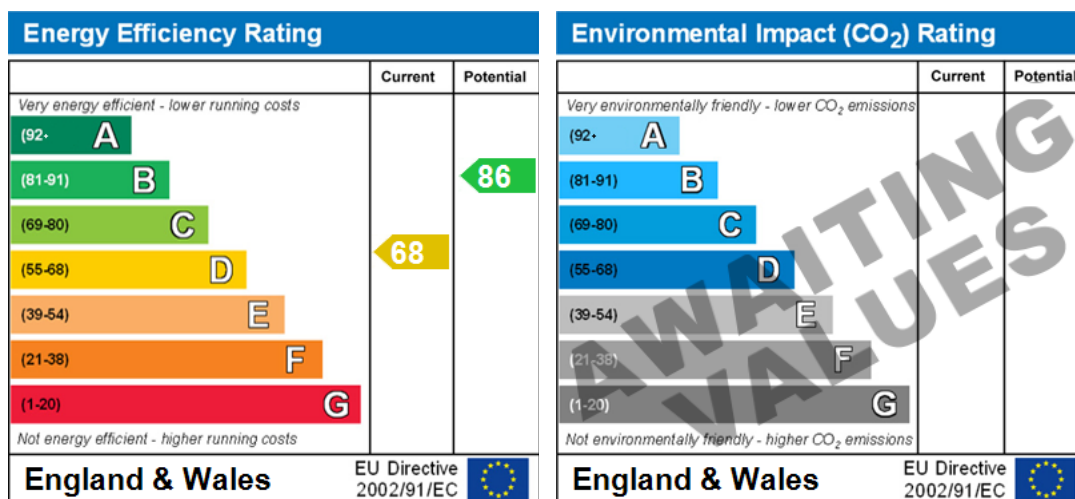 Energy Efficiency Rating
Current Potential
Very energy efficient - lower running costs
(92+ A
(81-91) B
86
(69-80) C
(55-68) D
68
(39-54) E
(21-38) F
(1-20) G
Not energy efficient - higher running costs
England & Wales
EU Directive
2002/91/EC
Environmental Impact (CO₂) Rating
Current Potential
Very environmentally friendly - lower CO₂ emissions
(92+ A
(81-91) B
(69-80) C
(55-68) D
(39-54) E
(21-38) F
(1-20) G
AWAITING
VALUES
Not environmentally friendly - higher CO₂ emissions
England & Wales
EU Directive
2002/91/EC